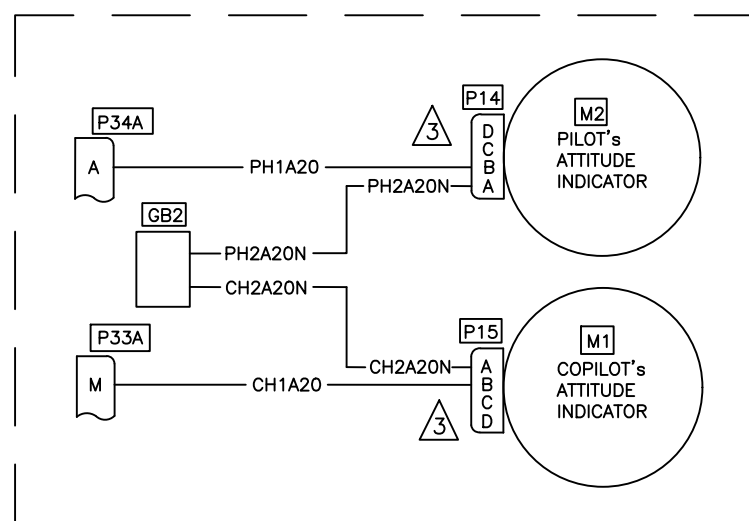 P34A
A
PH1A20
3
P14
D
C
B
A
M2
PILOT's
ATTITUDE
INDICATOR
PH2A20N
GB2
PH2A20N
CH2A20N
P33A
M
CH1A20
CH2A20N
3
P15
A
B
C
D
M1
COPILOT's
ATTITUDE
INDICATOR